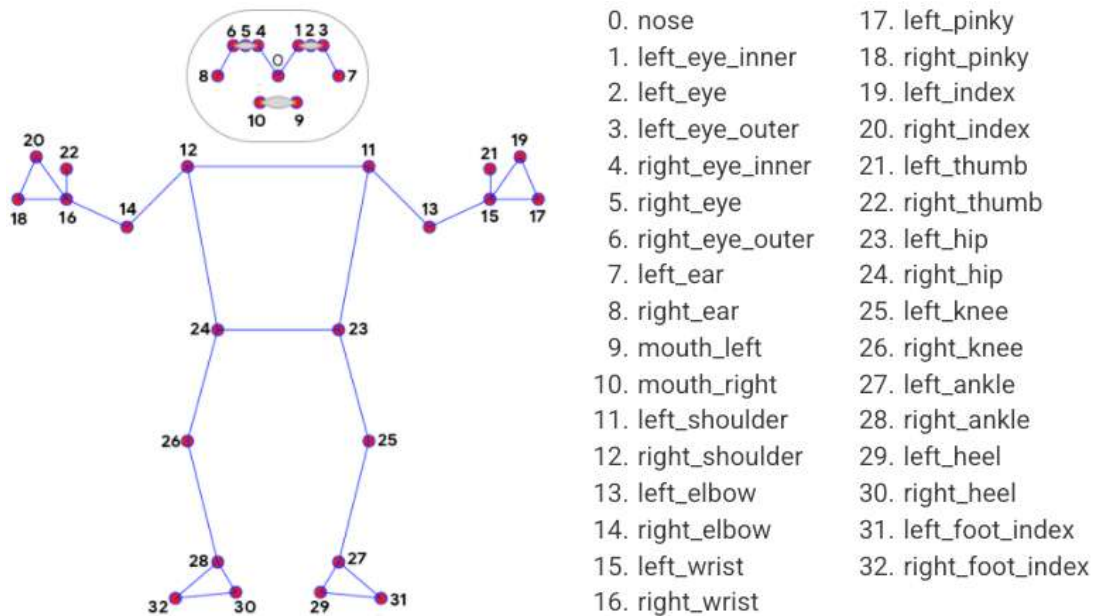 6 5 4 1 2 3
0
8 7
10 9
20 22 12 11 21 19
18 16 14 13 15 17
24 23
26 25
28 27
32 30 29 31
0. nose
1. left_eye_inner
2. left_eye
3. left_eye_outer
4. right_eye_inner
5. right_eye
6. right_eye_outer
7. left_ear
8. right_ear
9. mouth_left
10. mouth_right
11. left_shoulder
12. right_shoulder
13. left_elbow
14. right_elbow
15. left_wrist
16. right_wrist
17. left_pinky
18. right_pinky
19. left_index
20. right_index
21. left_thumb
22. right_thumb
23. left_hip
24. right_hip
25. left_knee
26. right_knee
27. left_ankle
28. right_ankle
29. left_heel
30. right_heel
31. left_foot_index
32. right_foot_index